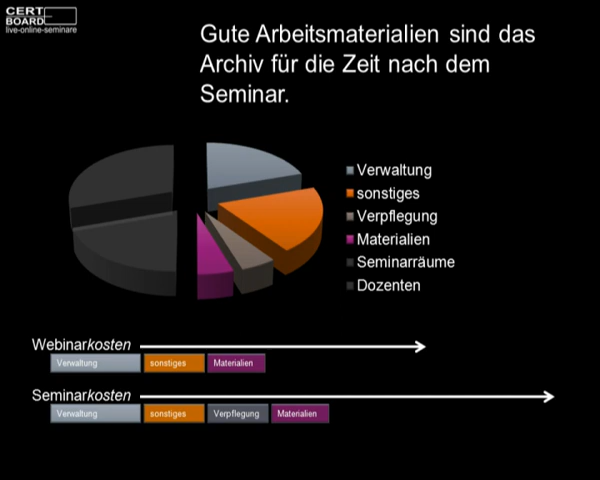 CERT
BOARD
live-online-seminare
Gute Arbeitsmaterialien sind das
Archiv für die Zeit nach dem
Seminar.
Verwaltung
sonstiges
Verpflegung
Materialien
Seminarräume
Dozenten
Webinarkosten
Verwaltung sonstiges Materialien
Seminarkosten
Verwaltung sonstiges Verpflegung Materialien